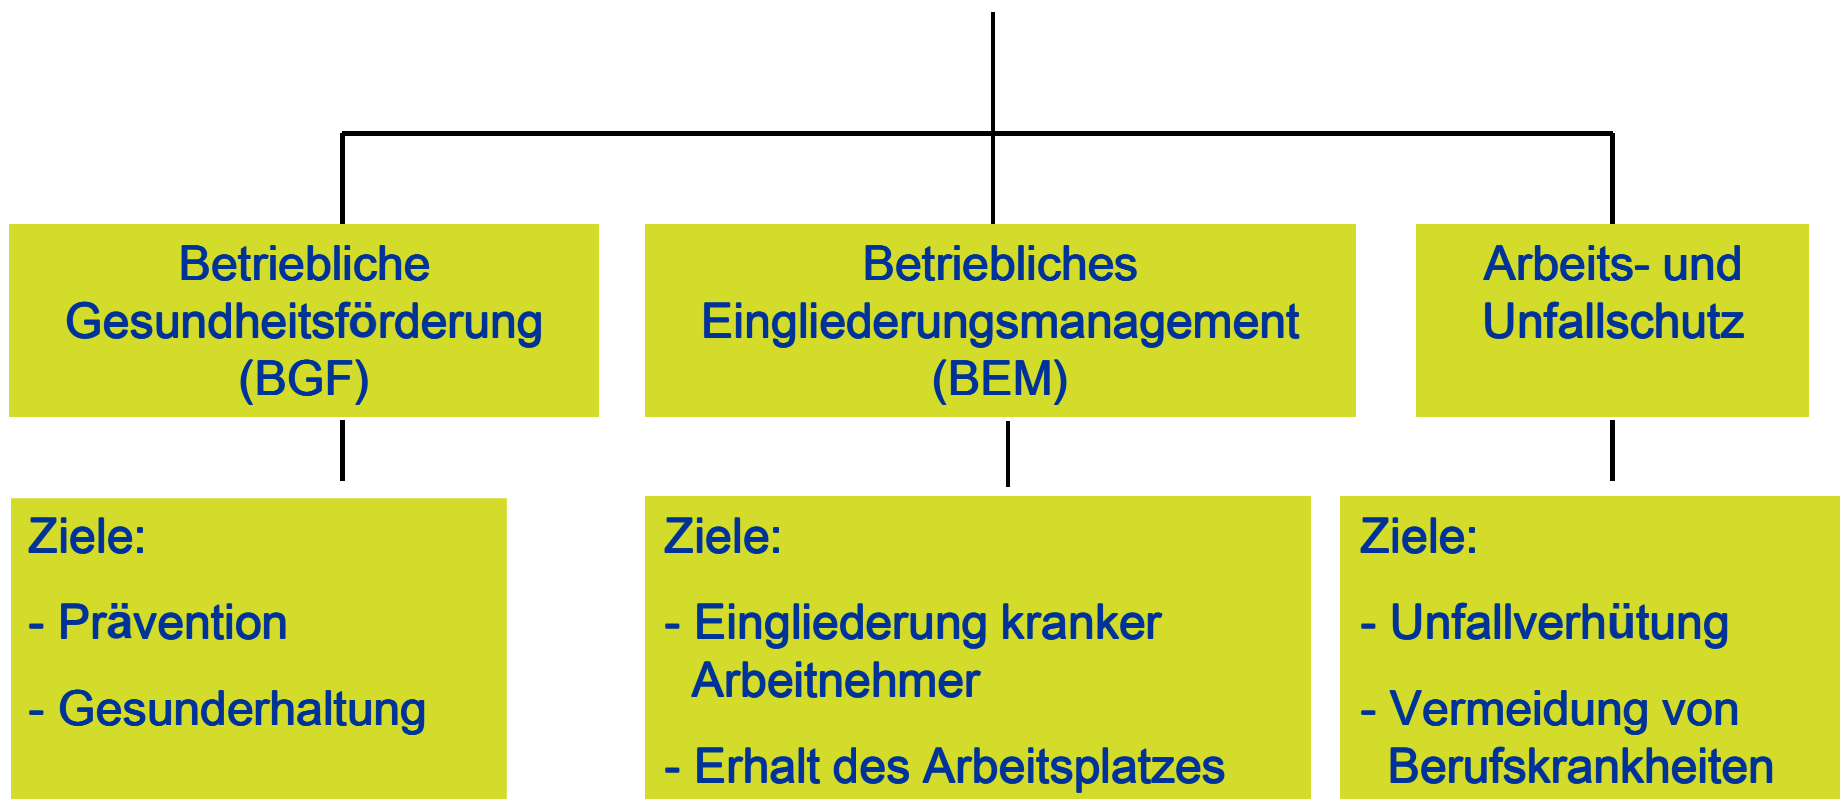 Betriebliche
Gesundheitsförderung
(BGF)
Betriebliches
Eingliederungsmanagement
(BEM)
Arbeits- und
Unfallschutz
Ziele:
- Prävention
- Gesunderhaltung
Ziele:
- Eingliederung kranker
Arbeitnehmer
- Erhalt des Arbeitsplatzes
Ziele:
- Unfallverhütung
- Vermeidung von
Berufskrankheiten